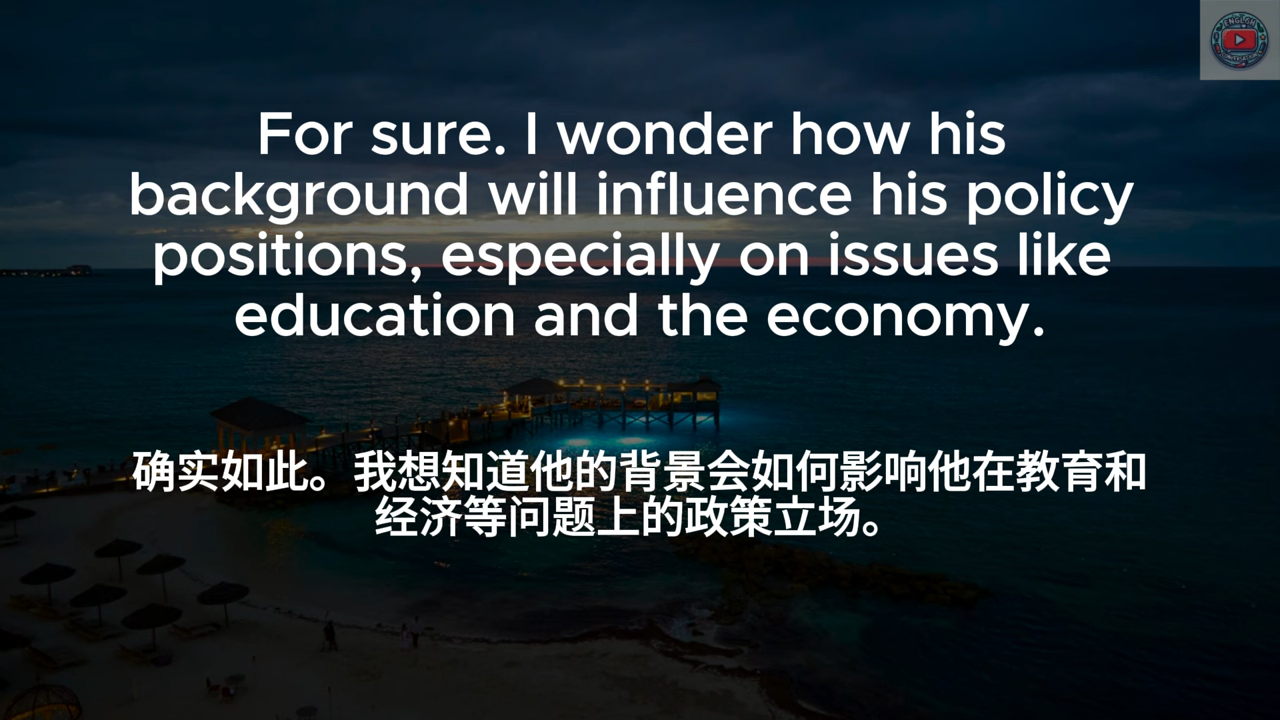 For sure. I wonder how his
background will influence his policy
positions, especially on issues like
education and the economy.
确实如此。我想知道他的背景会如何影响他在教育和
经济等问题上的政策立场。
ENGLISH